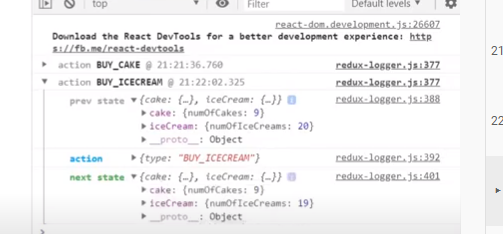 top Filter Default levels
react-dom.development.js:26607
Download the React DevTools for a better development experience: http
s://fb.me/react-devtools
action BUY_CAKE @ 21:21:36.760 redux-logger.js:377
action BUY_ICECREAM @ 21:22:02.325 redux-logger.js:377
prev state {cake: {…}, iceCream: {…}} i redux-logger.js:388
cake: {numOfCakes: 9}
iceCream: {numOfIceCreams: 20}
__proto__: Object
action {type: "BUY_ICECREAM"} redux-logger.js:392
next state {cake: {…}, iceCream: {…}} i redux-logger.js:401
cake: {numOfCakes: 9}
iceCream: {numOfIceCreams: 19}
__proto__: Object
21
22